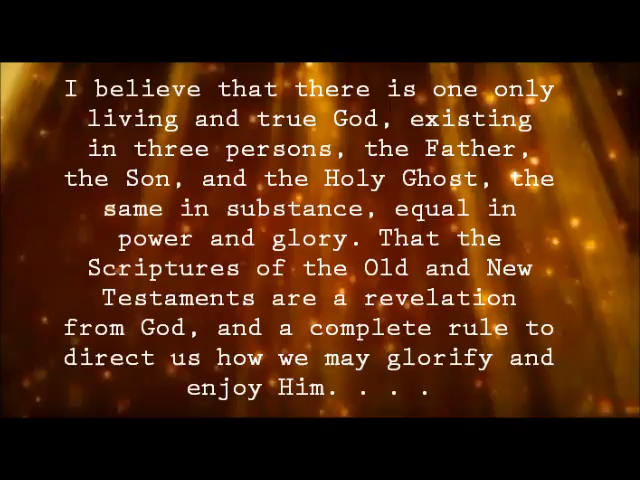 I believe that there is one only
living and true God, existing
in three persons, the Father,
the Son, and the Holy Ghost, the
same in substance, equal in
power and glory. That the
Scriptures of the Old and New
Testaments are a revelation
from God, and a complete rule to
direct us how we may glorify and
enjoy Him. . . .